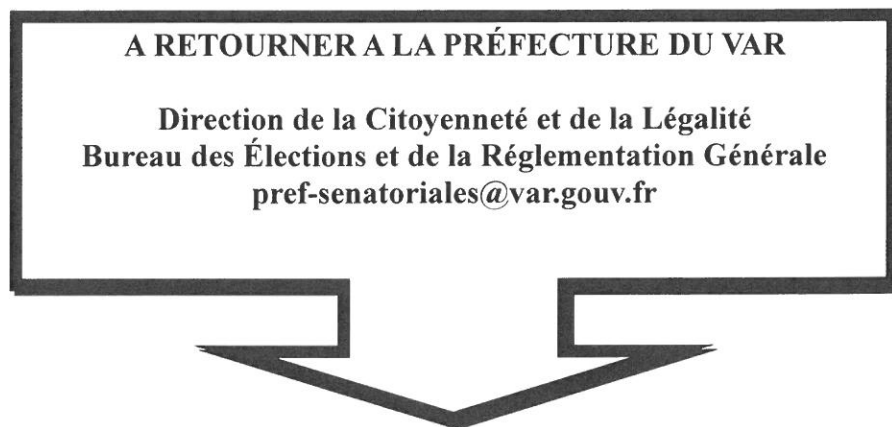 A RETOURNER A LA PRÉFECTURE DU VAR
Direction de la Citoyenneté et de la Légalité
Bureau des Élections et de la Réglementation Générale
pref-senatoriales@var.gouv.fr